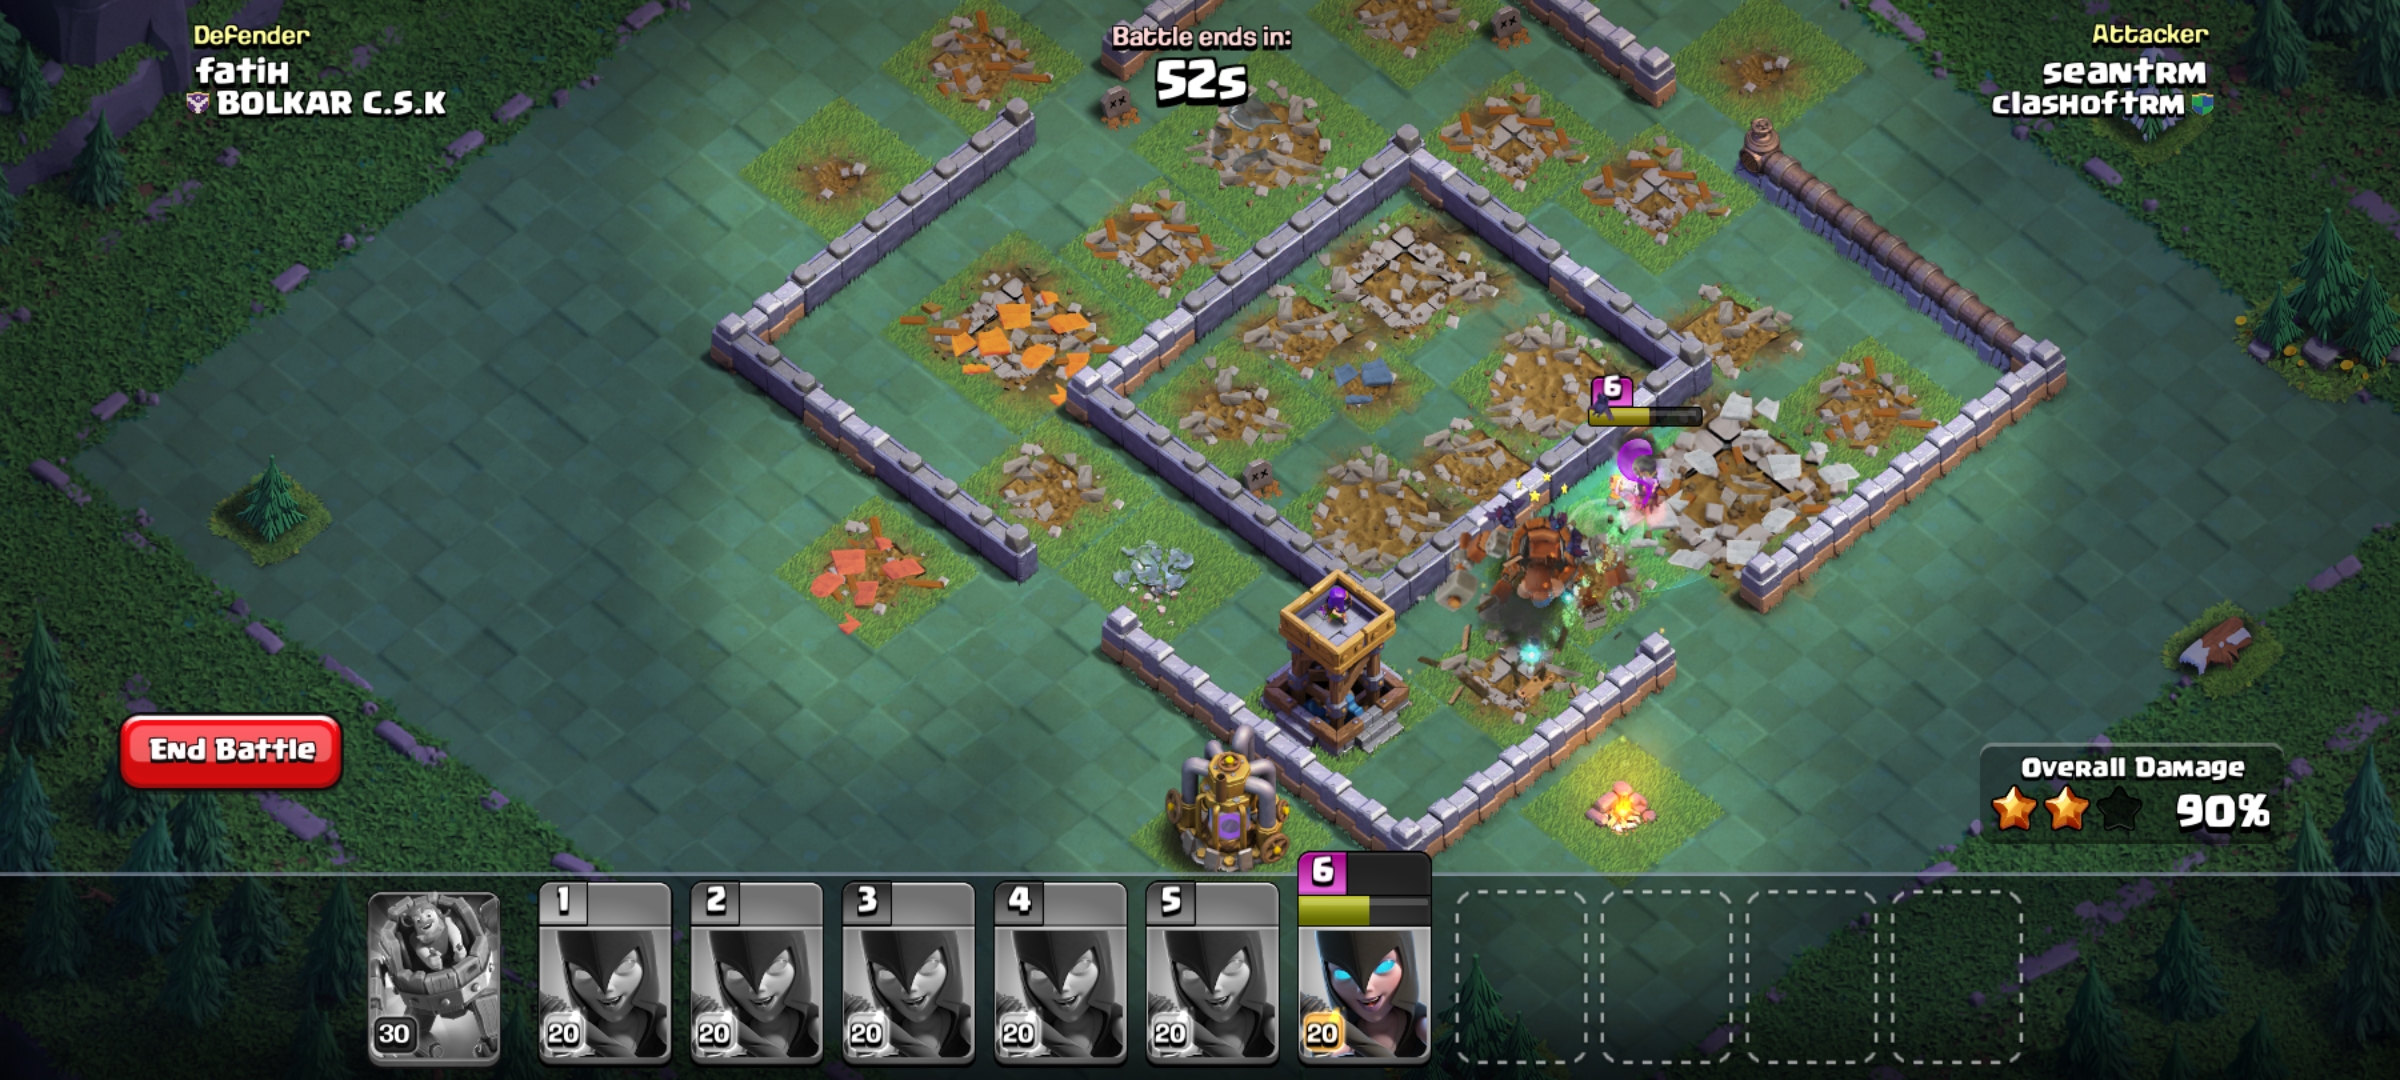 Defender
fatih
BOLKAR C.S.K
Battle ends in:
52s
Attacker
seantrm
clashoftrm
6
End Battle
Overall Damage
90%
1
2
3
4
5
6
30
20
20
20
20
20
20